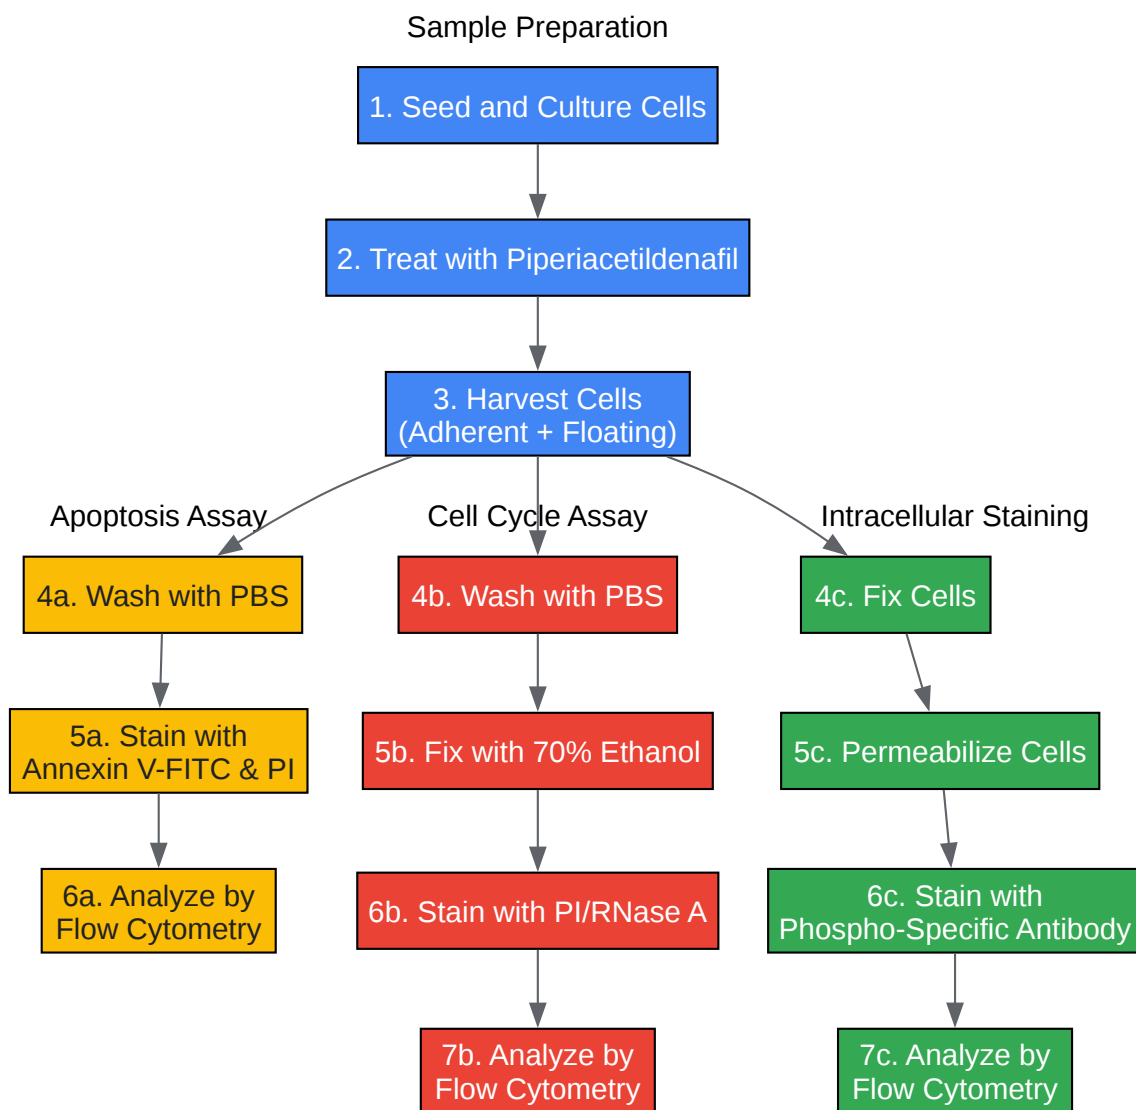 Sample Preparation
1. Seed and Culture Cells
2. Treat with Piperiacetildenafil
3. Harvest Cells
(Adherent + Floating)
Apoptosis Assay
Cell Cycle Assay
Intracellular Staining
4a. Wash with PBS
4b. Wash with PBS
4c. Fix Cells
5a. Stain with
Annexin V-FITC & PI
5b. Fix with 70% Ethanol
5c. Permeabilize Cells
6a. Analyze by
Flow Cytometry
6b. Stain with PI/RNase A
6c. Stain with
Phospho-Specific Antibody
7b. Analyze by
Flow Cytometry
7c. Analyze by
Flow Cytometry